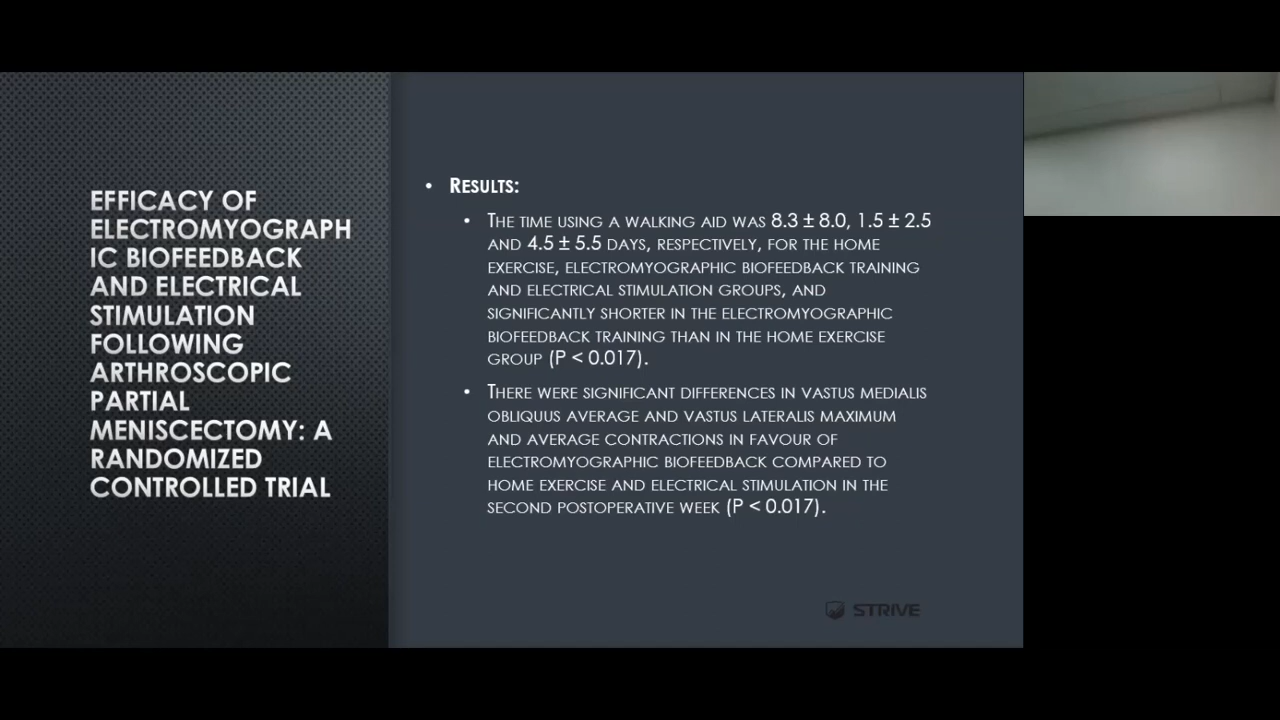 EFFICACY OF
ELECTROMYOGRAPH
IC BIOFEEDBACK
AND ELECTRICAL
STIMULATION
FOLLOWING
ARTHROSCOPIC
PARTIAL
MENISCECTOMY: A
RANDOMIZED
CONTROLLED TRIAL
• RESULTS:
• THE TIME USING A WALKING AID WAS 8.3 ± 8.0, 1.5 ± 2.5
AND 4.5 ± 5.5 DAYS, RESPECTIVELY, FOR THE HOME
EXERCISE, ELECTROMYOGRAPHIC BIOFEEDBACK TRAINING
AND ELECTRICAL STIMULATION GROUPS, AND
SIGNIFICANTLY SHORTER IN THE ELECTROMYOGRAPHIC
BIOFEEDBACK TRAINING THAN IN THE HOME EXERCISE
GROUP (P < 0.017).
• THERE WERE SIGNIFICANT DIFFERENCES IN VASTUS MEDIALIS
OBLIQUUS AVERAGE AND VASTUS LATERALIS MAXIMUM
AND AVERAGE CONTRACTIONS IN FAVOUR OF
ELECTROMYOGRAPHIC BIOFEEDBACK COMPARED TO
HOME EXERCISE AND ELECTRICAL STIMULATION IN THE
SECOND POSTOPERATIVE WEEK (P < 0.017).
STRIVE